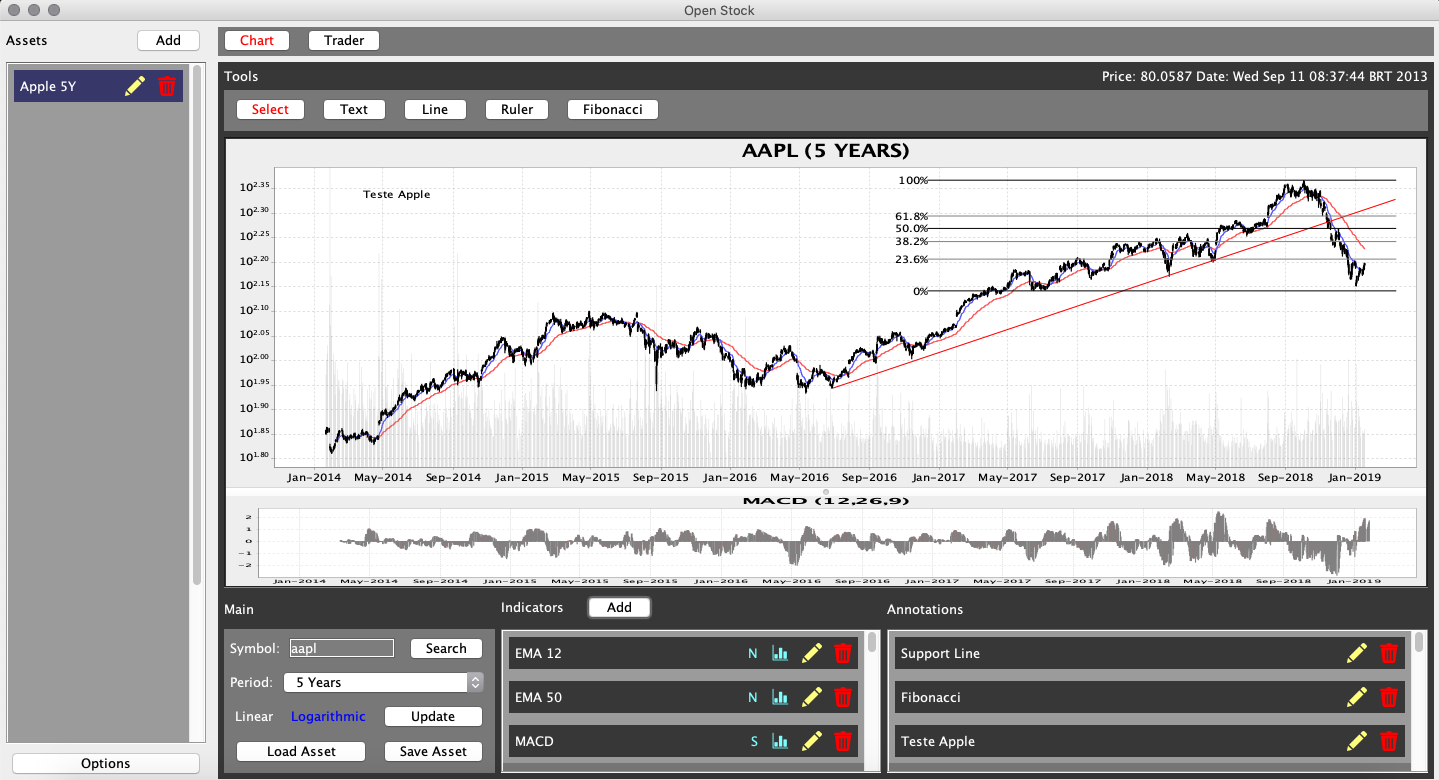 Open Stock
Assets
Add
Apple 5Y
Options
Chart
Trader
Tools
Price: 80.0587 Date: Wed Sep 11 08:37:44 BRT 2013
Select
Text
Line
Ruler
Fibonacci
AAPL (5 YEARS)
10^2.35
10^2.30
10^2.25
10^2.20
10^2.15
10^2.10
10^2.05
10^2.00
10^1.95
10^1.90
10^1.85
10^1.80
Teste Apple
100%
61.8%
50.0%
38.2%
23.6%
0%
Jan-2014 May-2014 Sep-2014 Jan-2015 May-2015 Sep-2015 Jan-2016 May-2016 Sep-2016 Jan-2017 May-2017 Sep-2017 Jan-2018 May-2018 Sep-2018 Jan-2019
MACD (12,26,9)
2
1
0
-1
-2
Jan-2014 May-2014 Sep-2014 Jan-2015 May-2015 Sep-2015 Jan-2016 May-2016 Sep-2016 Jan-2017 May-2017 Sep-2017 Jan-2018 May-2018 Sep-2018 Jan-2019
Main
Symbol: aapl Search
Period: 5 Years
Linear Logarithmic Update
Load Asset Save Asset
Indicators Add
EMA 12 N
EMA 50 N
MACD S
Annotations
Support Line
Fibonacci
Teste Apple